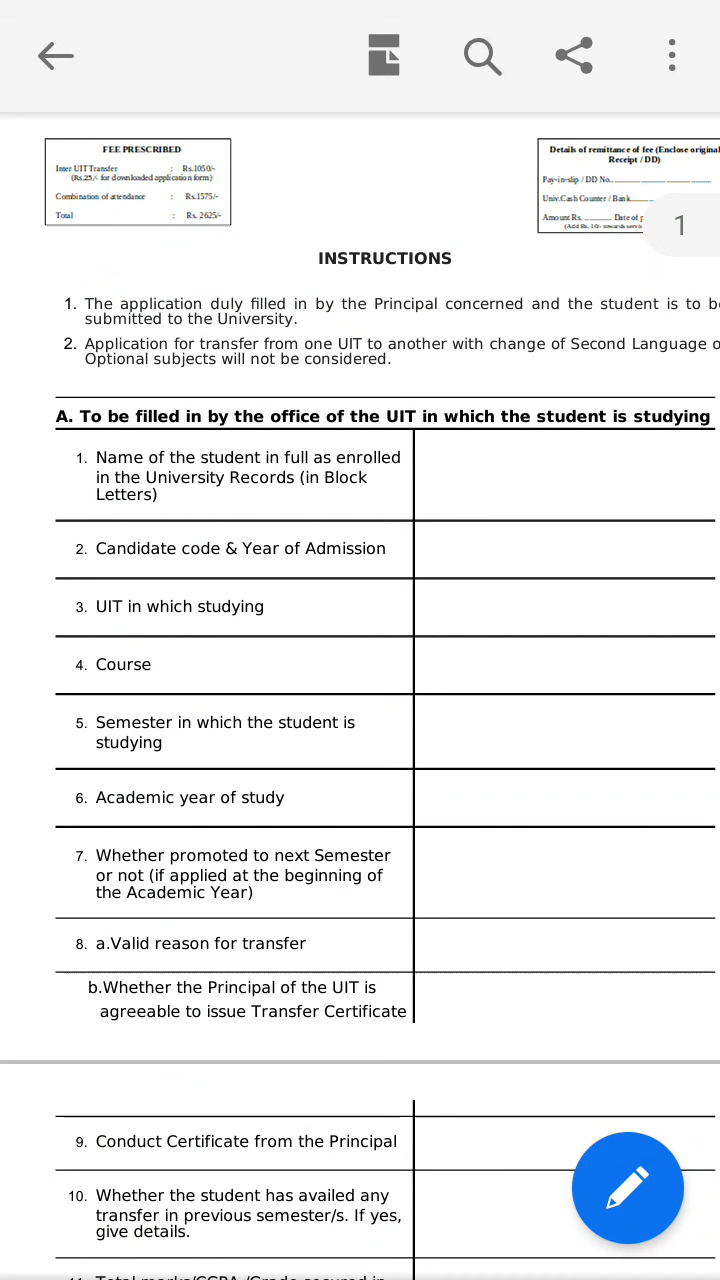 FEE PRESCRIBED
Inter UIT Transfer : Rs.1050/-
(Rs.25/- for downloaded application form)
Combination of attendance : Rs.1575/-
Total : Rs. 2625/-
Details of remittance of fee (Enclose original
Receipt / DD)
Pay-in-slip / DD No.
Univ.Cash Counter / Bank
Amount Rs. Date of
(Add Rs. 10/- towards
1
INSTRUCTIONS
1. The application duly filled in by the Principal concerned and the student is to
submitted to the University.
2. Application for transfer from one UIT to another with change of Second Language
Optional subjects will not be considered.
A. To be filled in by the office of the UIT in which the student is studying
1. Name of the student in full as enrolled
in the University Records (in Block
Letters)
2. Candidate code & Year of Admission
3. UIT in which studying
4. Course
5. Semester in which the student is
studying
6. Academic year of study
7. Whether promoted to next Semester
or not (if applied at the beginning of
the Academic Year)
8. a.Valid reason for transfer
b.Whether the Principal of the UIT is
agreeable to issue Transfer Certificate
9. Conduct Certificate from the Principal
10. Whether the student has availed any
transfer in previous semester/s. If yes,
give details.